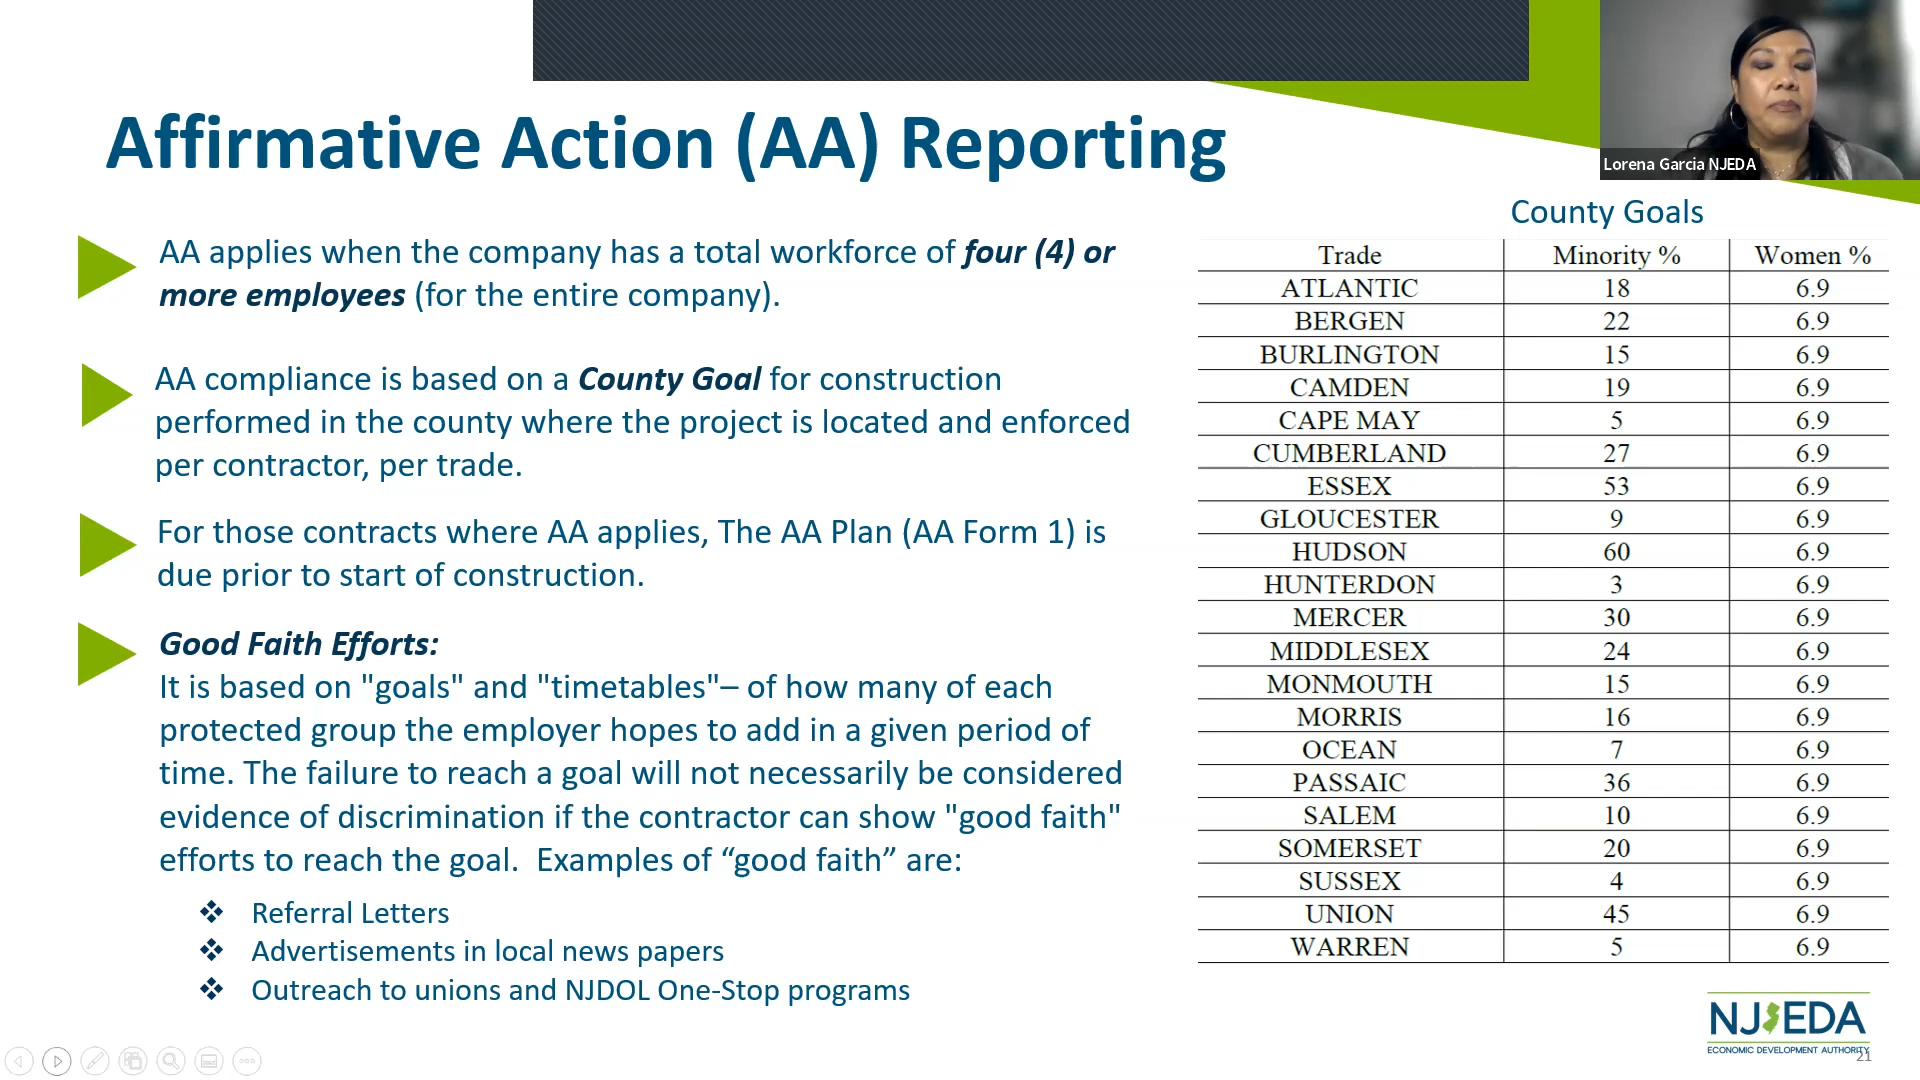 Lorena Garcia NJEDA
Affirmative Action (AA) Reporting
AA applies when the company has a total workforce of four (4) or
more employees (for the entire company).
AA compliance is based on a County Goal for construction
performed in the county where the project is located and enforced
per contractor, per trade.
For those contracts where AA applies, The AA Plan (AA Form 1) is
due prior to start of construction.
Good Faith Efforts:
It is based on "goals" and "timetables"– of how many of each
protected group the employer hopes to add in a given period of
time. The failure to reach a goal will not necessarily be considered
evidence of discrimination if the contractor can show "good faith"
efforts to reach the goal.  Examples of “good faith” are:
❖ Referral Letters
❖ Advertisements in local news papers
❖ Outreach to unions and NJDOL One-Stop programs
County Goals
Trade Minority % Women %
ATLANTIC 18 6.9
BERGEN 22 6.9
BURLINGTON 15 6.9
CAMDEN 19 6.9
CAPE MAY 5 6.9
CUMBERLAND 27 6.9
ESSEX 53 6.9
GLOUCESTER 9 6.9
HUDSON 60 6.9
HUNTERDON 3 6.9
MERCER 30 6.9
MIDDLESEX 24 6.9
MONMOUTH 15 6.9
MORRIS 16 6.9
OCEAN 7 6.9
PASSAIC 36 6.9
SALEM 10 6.9
SOMERSET 20 6.9
SUSSEX 4 6.9
UNION 45 6.9
WARREN 5 6.9
NJEDA
ECONOMIC DEVELOPMENT AUTHORITY
21